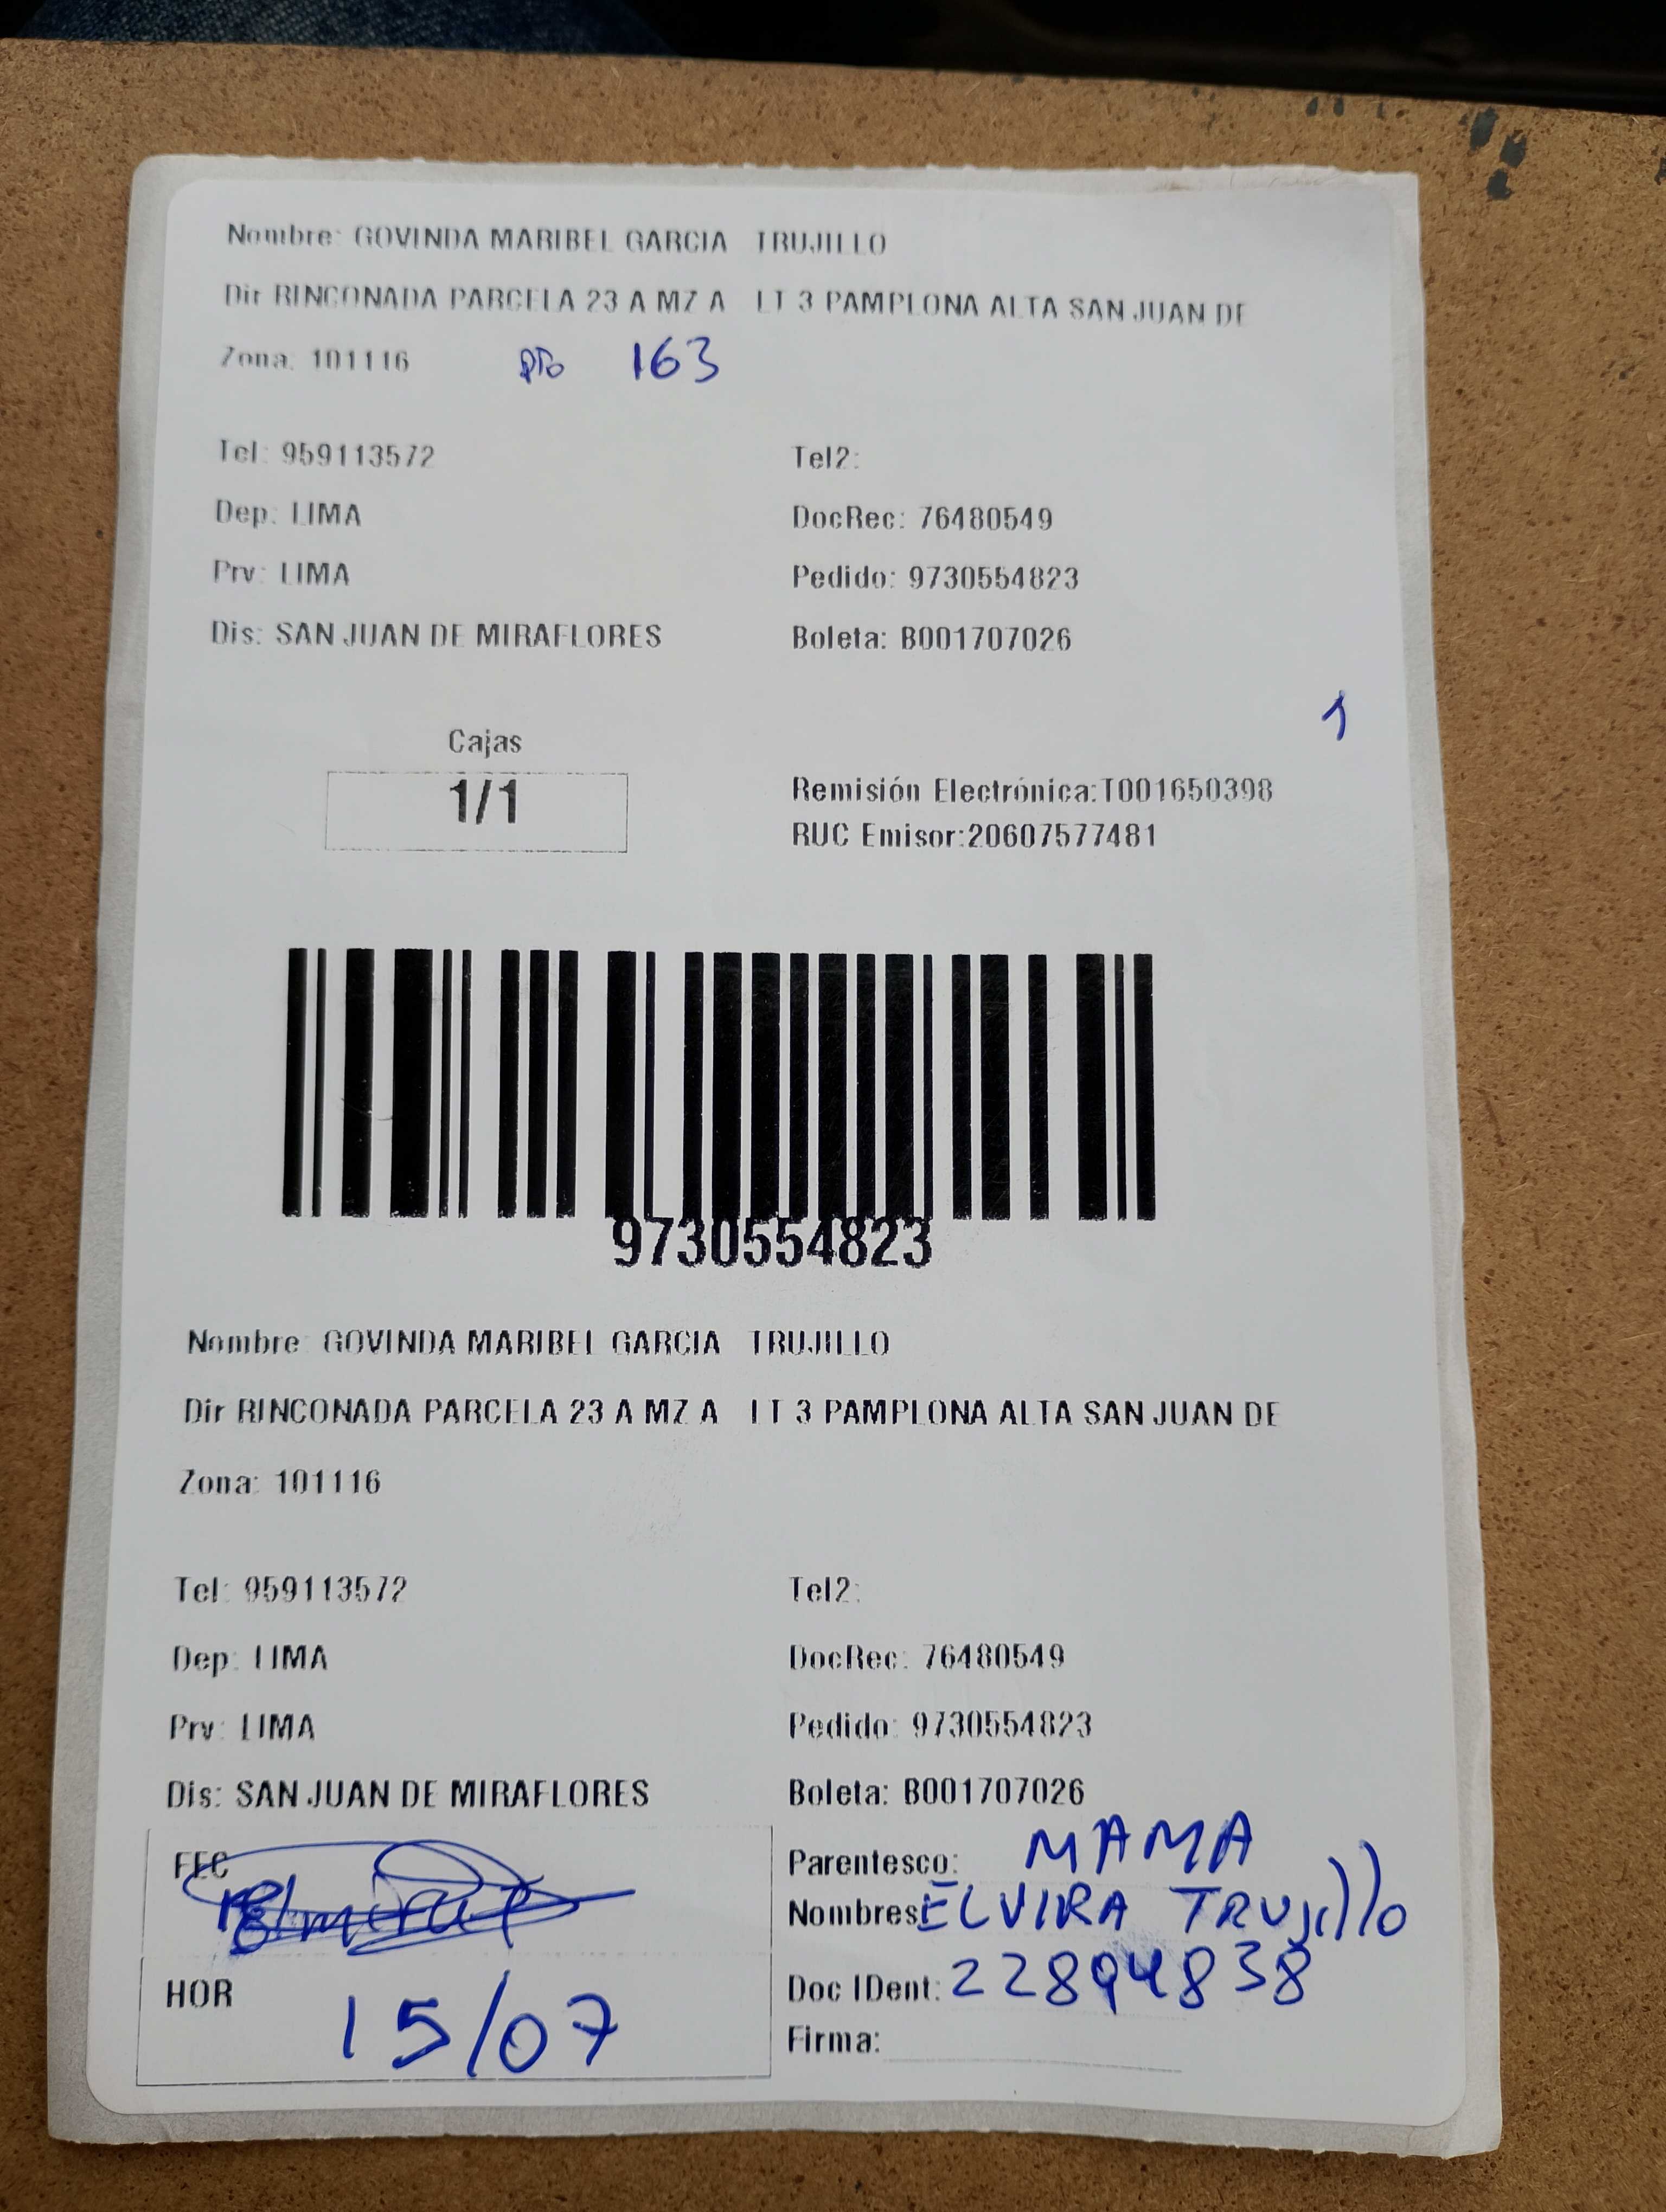 Nombre: GOVINDA MARIBEL GARCIA TRUJILLO
Dir RINCONADA PARCELA 23 A MZ A LT 3 PAMPLONA ALTA SAN JUAN DE
Zona: 101116 163
Tel: 959113572 Tel2:
Dep: LIMA DocRec: 76480549
Prv: LIMA Pedido: 9730554823
Dis: SAN JUAN DE MIRAFLORES Boleta: B001707026
1
Cajas
1/1
Remisión Electrónica:T001650398
RUC Emisor:20607577481
9730554823
Nombre: GOVINDA MARIBEL GARCIA TRUJILLO
Dir RINCONADA PARCELA 23 A MZ A LT 3 PAMPLONA ALTA SAN JUAN DE
Zona: 101116
Tel: 959113572 Tel2:
Dep: LIMA DocRec: 76480549
Prv: LIMA Pedido: 9730554823
Dis: SAN JUAN DE MIRAFLORES Boleta: B001707026
FEC
HOR 15/07
Parentesco: MAMA
Nombres: ELVIRA TRUJillo
Doc IDent: 22894838
Firma: